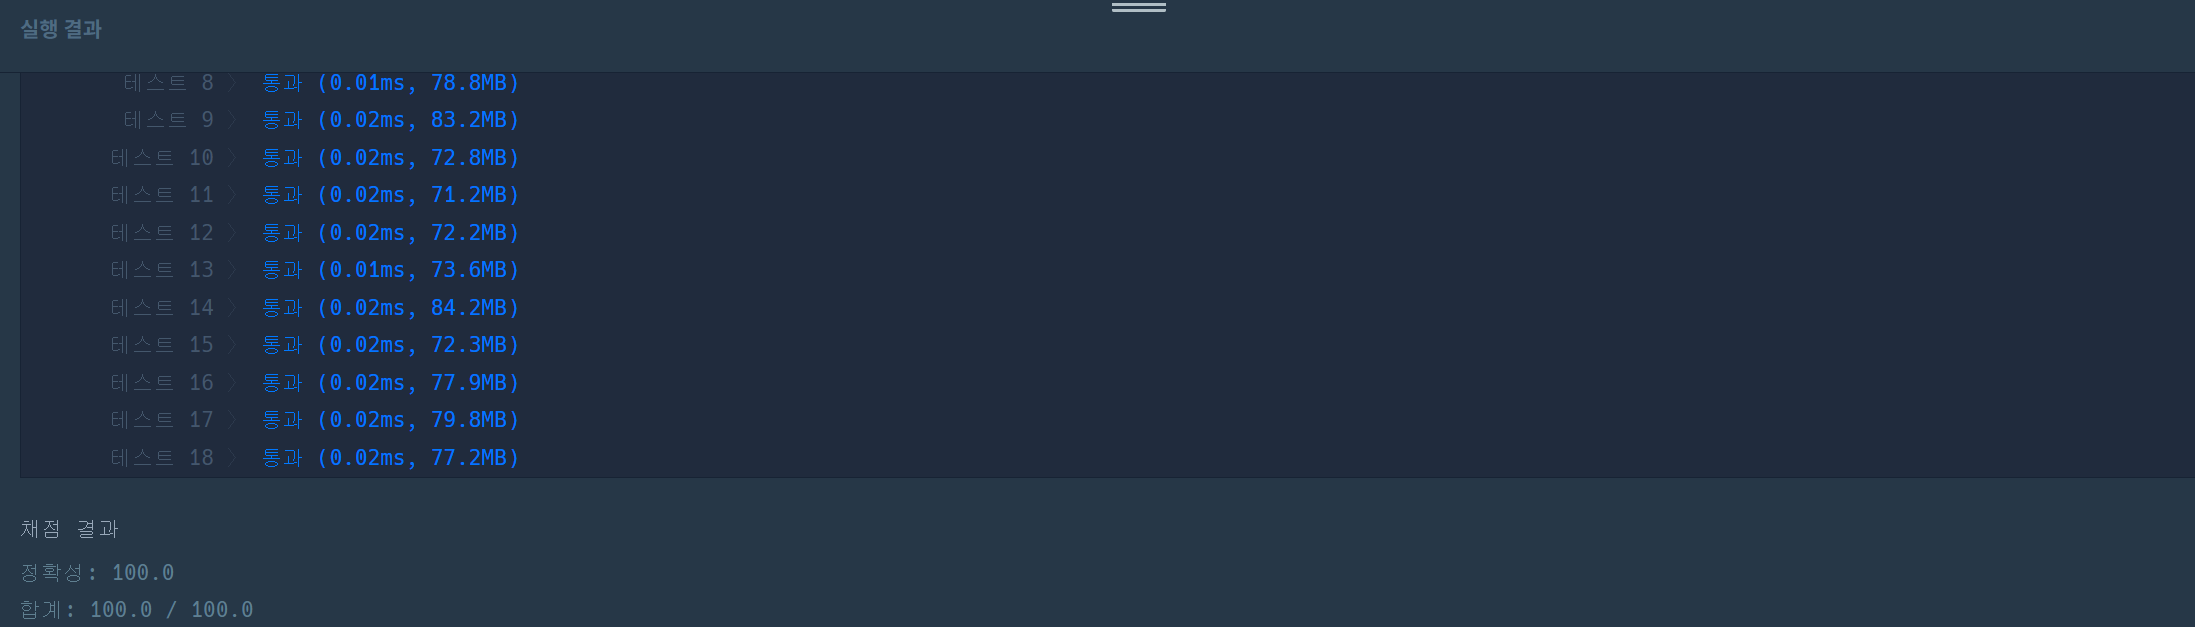 실행 결과
테스트 8 〉 통과 (0.01ms, 78.8MB)
테스트 9 〉 통과 (0.02ms, 83.2MB)
테스트 10 〉 통과 (0.02ms, 72.8MB)
테스트 11 〉 통과 (0.02ms, 71.2MB)
테스트 12 〉 통과 (0.02ms, 72.2MB)
테스트 13 〉 통과 (0.01ms, 73.6MB)
테스트 14 〉 통과 (0.02ms, 84.2MB)
테스트 15 〉 통과 (0.02ms, 72.3MB)
테스트 16 〉 통과 (0.02ms, 77.9MB)
테스트 17 〉 통과 (0.02ms, 79.8MB)
테스트 18 〉 통과 (0.02ms, 77.2MB)
채점 결과
정확성: 100.0
합계: 100.0 / 100.0